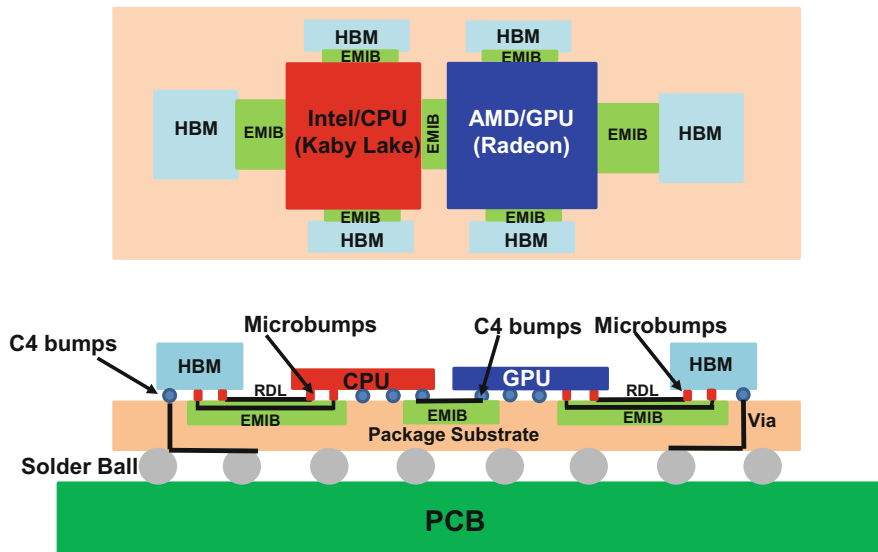 HBM
HBM
EMIB
EMIB
Intel/CPU
(Kaby Lake)
AMD/GPU
(Radeon)
HBM
EMIB
EMIB
EMIB
HBM
EMIB
EMIB
HBM
HBM
Microbumps
C4 bumps
Microbumps
C4 bumps
HBM
CPU
GPU
HBM
RDL
RDL
EMIB
EMIB
EMIB
Via
Package Substrate
Solder Ball
PCB